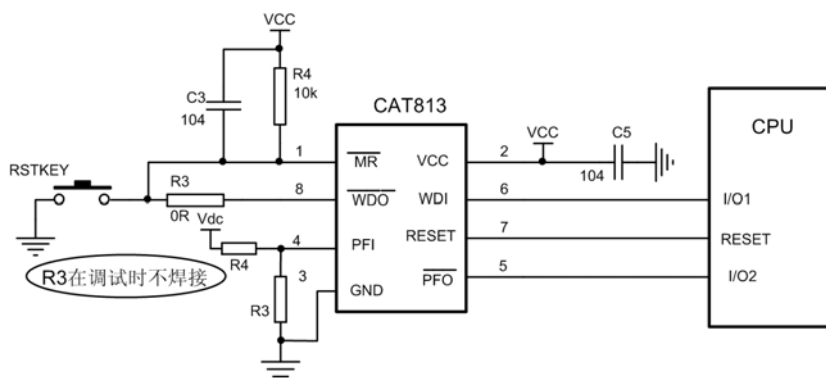 VCC
R4
10k
C3
104
CAT813
CPU
1
MR
VCC
2
VCC
C5
104
RSTKEY
R3
0R
8
WDO
WDI
6
I/O1
Vdc
R4
4
PFI
RESET
7
RESET
R3在调试时不焊接
3
R3
GND
PFO
5
I/O2